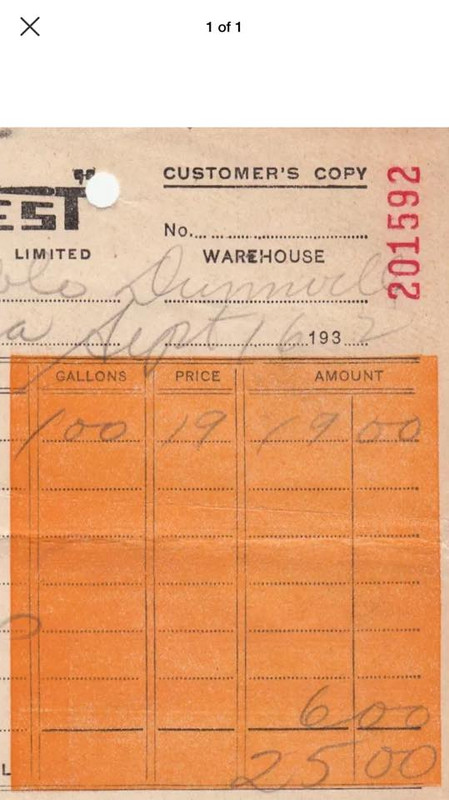 1 of 1
CUSTOMER'S COPY
201592
EST
No.
LIMITED
WAREHOUSE
Sept 16 1932
GALLONS PRICE AMOUNT
100 19 19 00
6 00
L 25 00